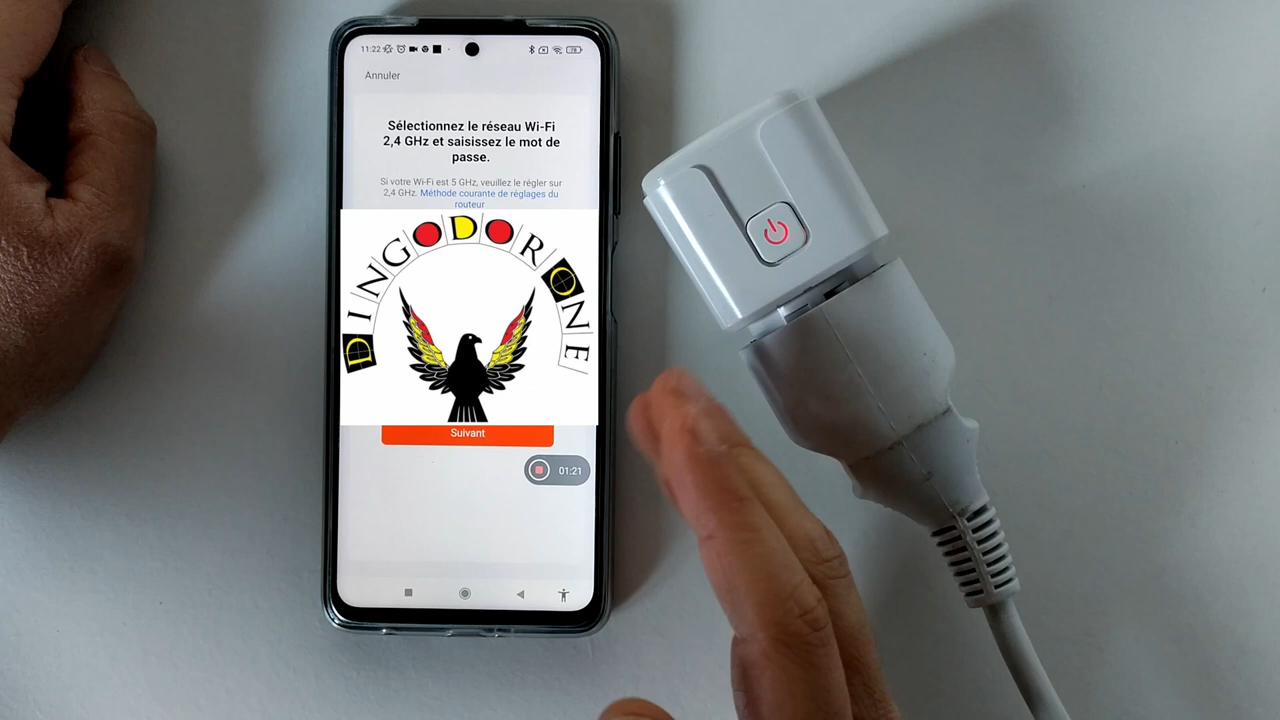 11:22
78
Annuler
Sélectionnez le réseau Wi-Fi
2,4 GHz et saisissez le mot de
passe.
Si votre Wi-Fi est 5 GHz, veuillez le régler sur
2,4 GHz. Méthode courante de réglages du
routeur
DINGODORONE
Suivant
01:21